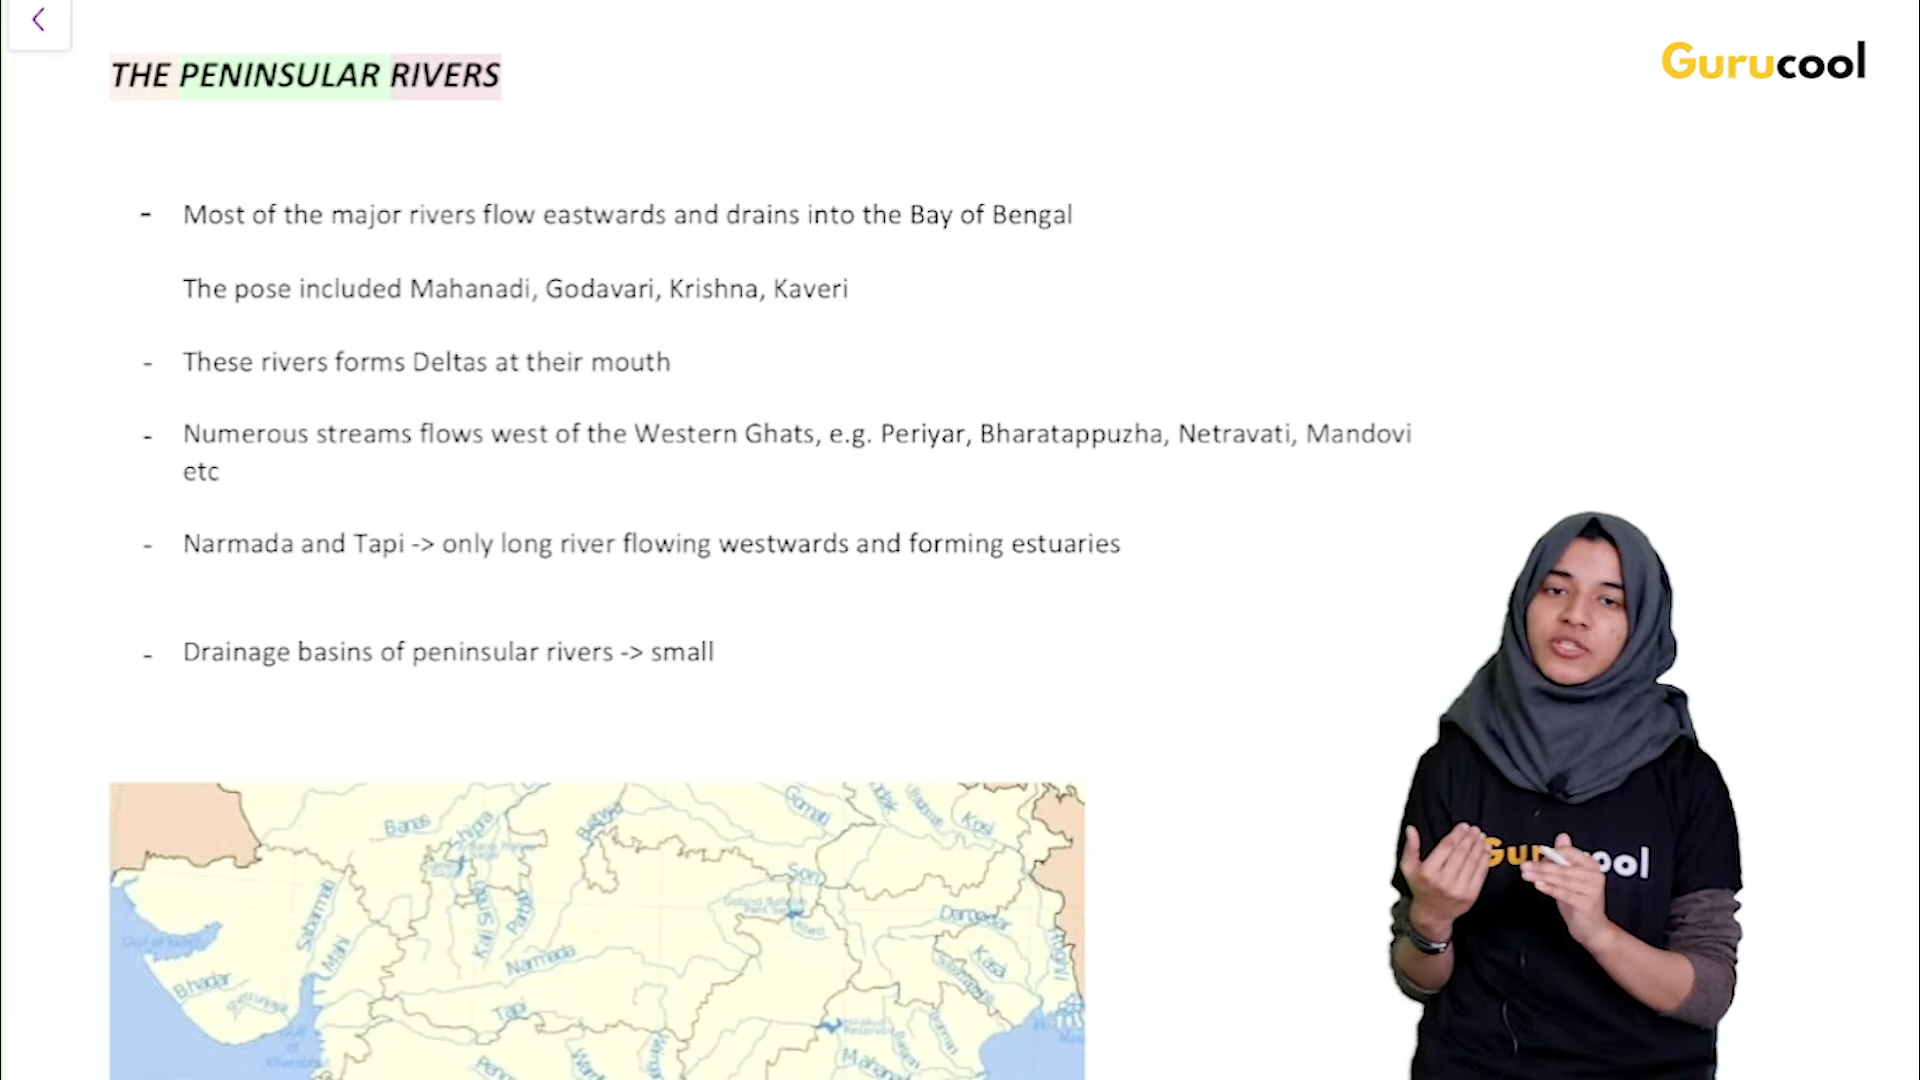 THE PENINSULAR RIVERS
Gurucool
- Most of the major rivers flow eastwards and drains into the Bay of Bengal
The pose included Mahanadi, Godavari, Krishna, Kaveri
- These rivers forms Deltas at their mouth
- Numerous streams flows west of the Western Ghats, e.g. Periyar, Bharatappuzha, Netravati, Mandovi
etc
- Narmada and Tapi -> only long river flowing westwards and forming estuaries
- Drainage basins of peninsular rivers -> small
Banas
Betwa
Gomati
Kosi
Son
Sabarmati
Mahi
Narmada
Damodar
Bhadar
Tapi